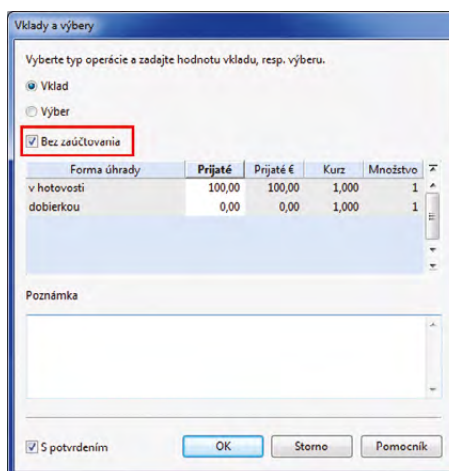 Vklady a výbery
Vyberte typ operácie a zadajte hodnotu vkladu, resp. výberu.
Vklad
Výber
Bez zaúčtovania
Forma úhrady Prijaté Prijaté € Kurz Množstvo
v hotovosti 100,00 100,00 1,000 1
dobierkou 0,00 0,00 1,000 1
Poznámka
S potvrdením OK Storno Pomocník